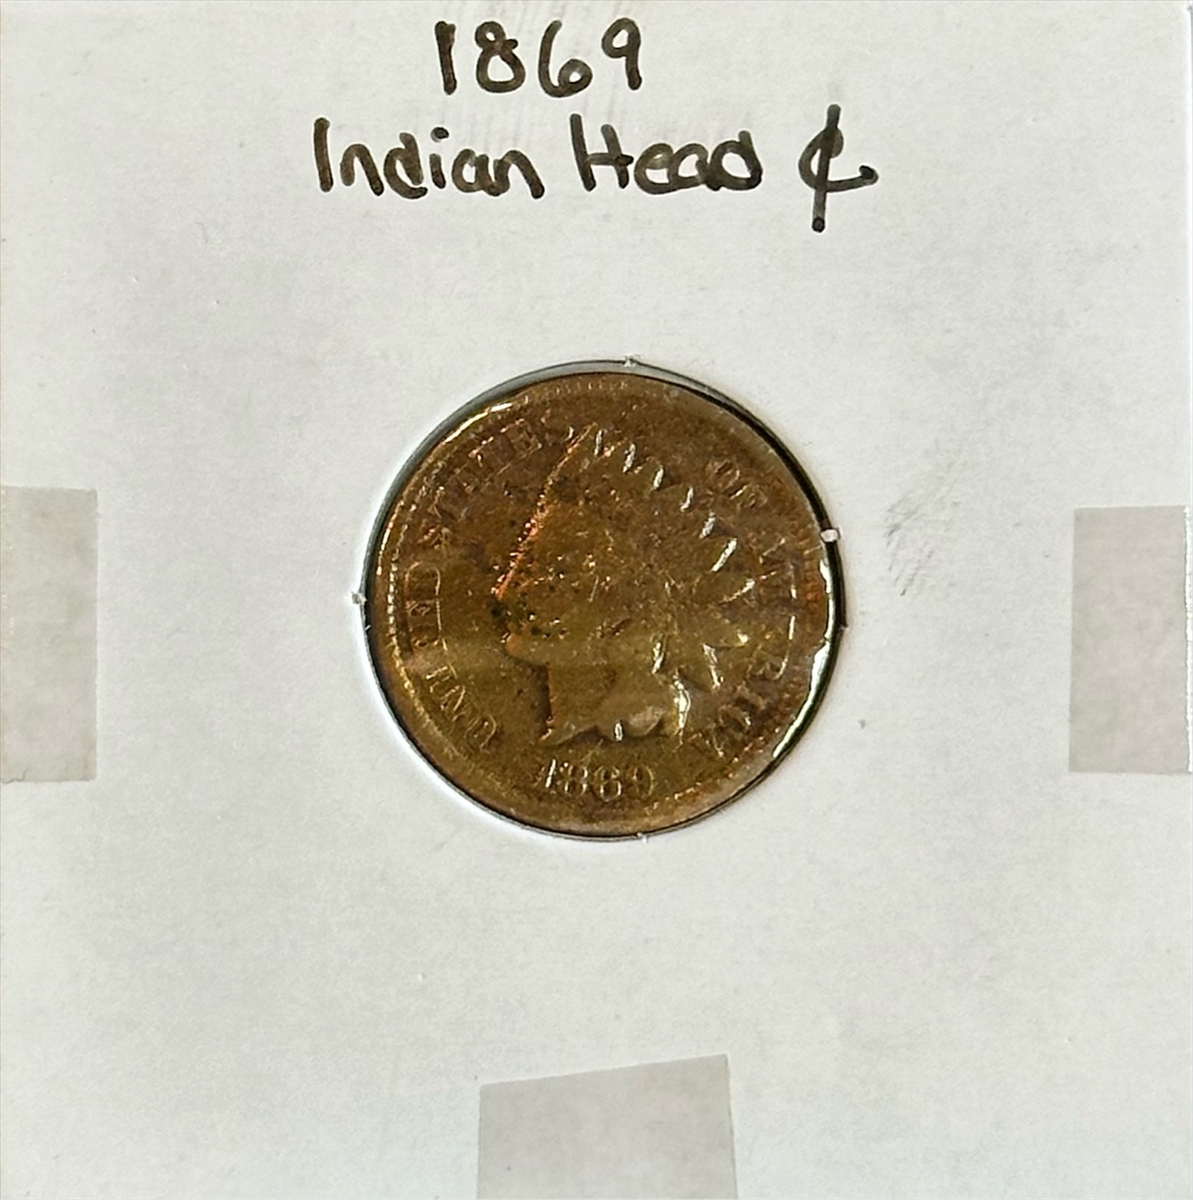 1869
Indian Head ¢
UNITED STATES OF AMERICA
1869